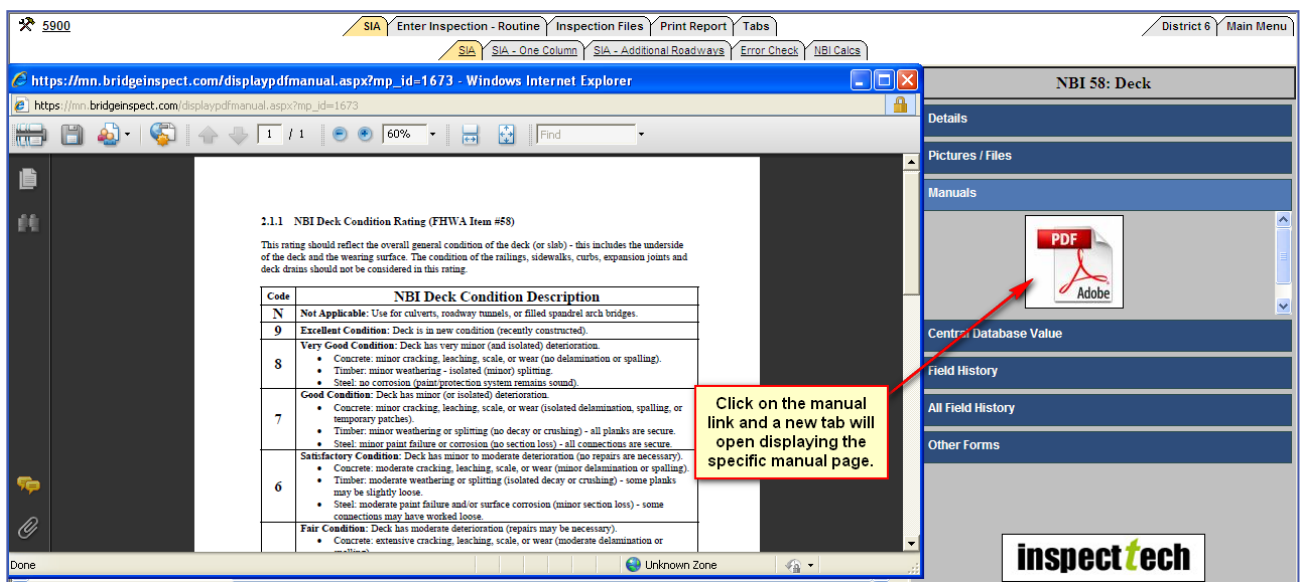 5900
SIA Enter Inspection - Routine Inspection Files Print Report Tabs
District 6 Main Menu
SIA SIA - One Column SIA - Additional Roadways Error Check NBI Calcs
https://mn.bridgeinspect.com/displaypdfmanual.aspx?mp_id=1673 - Windows Internet Explorer
https://mn.bridgeinspect.com/displaypdfmanual.aspx?mp_id=1673
1 / 1 60% Find
2.1.1 NBI Deck Condition Rating (FHWA Item #58)
This rating should reflect the overall general condition of the deck (or slab) - this includes the underside
of the deck and the wearing surface. The condition of the railings, sidewalks, curbs, expansion joints and
deck drains should not be considered in this rating.
Code NBI Deck Condition Description
N Not Applicable: Use for culverts, roadway tunnels, or filled spandrel arch bridges.
9 Excellent Condition: Deck is in new condition (recently constructed).
8 Very Good Condition: Deck has very minor (and isolated) deterioration.
• Concrete: minor cracking, leaching, scale, or wear (no delamination or spalling).
• Timber: minor weathering - isolated (minor) splitting.
• Steel: no corrosion (paint/protection system remains sound).
7 Good Condition: Deck has minor (or isolated) deterioration.
• Concrete: minor cracking, leaching, scale, or wear (isolated delamination, spalling, or
temporary patches).
• Timber: minor weathering or splitting (no decay or crushing) - all planks are secure.
• Steel: minor paint failure or corrosion (no section loss) - all connections are secure.
6 Satisfactory Condition: Deck has minor to moderate deterioration (no repairs are necessary).
• Concrete: moderate cracking, leaching, scale, or wear (minor delamination or spalling).
• Timber: moderate weathering or splitting (isolated decay or crushing) - some planks
may be slightly loose.
• Steel: moderate paint failure and/or surface corrosion (minor section loss) - some
connections may have worked loose.
Fair Condition: Deck has moderate deterioration (repairs may be necessary).
• Concrete: extensive cracking, leaching, scale, or wear (moderate delamination or
Done Unknown Zone
NBI 58: Deck
Details
Pictures / Files
Manuals
PDF
Adobe
Central Database Value
Field History
All Field History
Other Forms
Click on the manual
link and a new tab will
open displaying the
specific manual page.
inspecttech